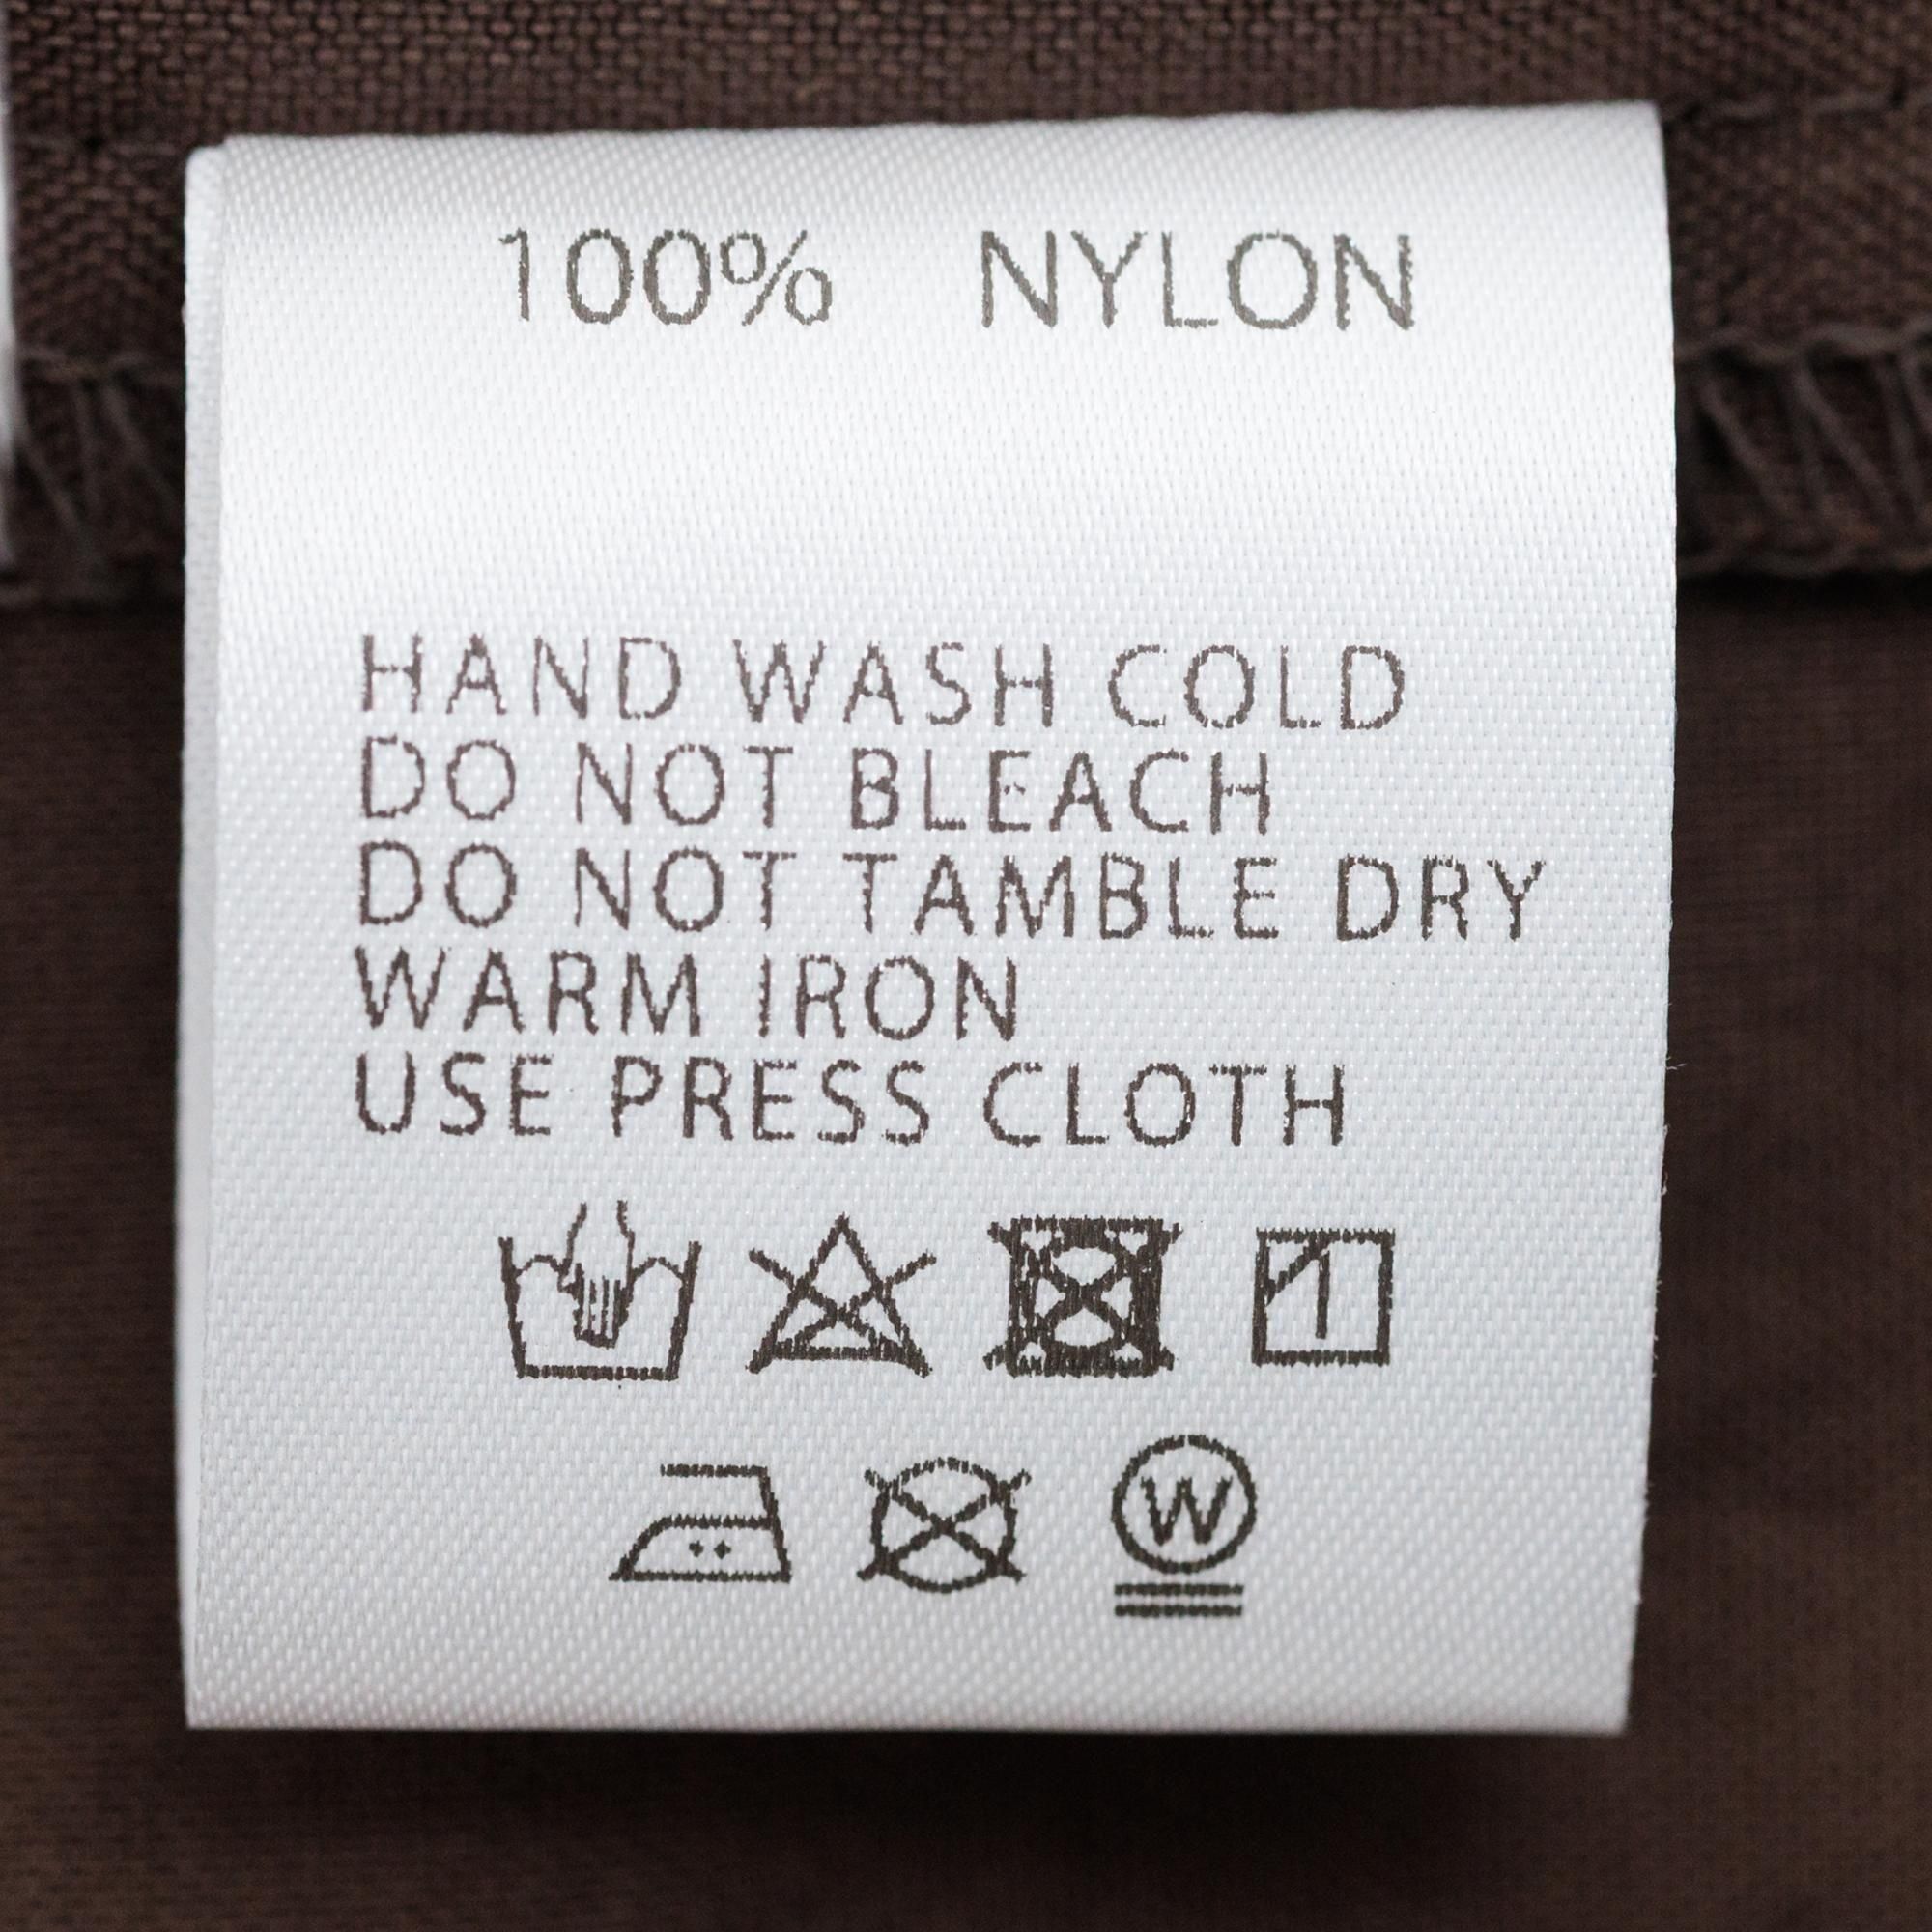 100% NYLON
HAND WASH COLD
DO NOT BLEACH
DO NOT TAMBLE DRY
WARM IRON
USE PRESS CLOTH
W